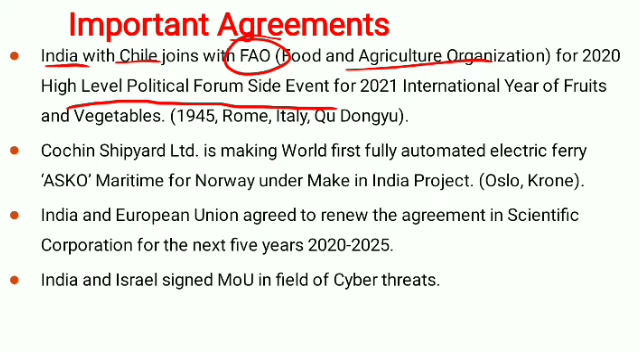 Important Agreements
• India with Chile joins with FAO (Food and Agriculture Organization) for 2020
High Level Political Forum Side Event for 2021 International Year of Fruits
and Vegetables. (1945, Rome, Italy, Qu Dongyu).
• Cochin Shipyard Ltd. is making World first fully automated electric ferry
‘ASKO’ Maritime for Norway under Make in India Project. (Oslo, Krone).
• India and European Union agreed to renew the agreement in Scientific
Corporation for the next five years 2020-2025.
• India and Israel signed MoU in field of Cyber threats.